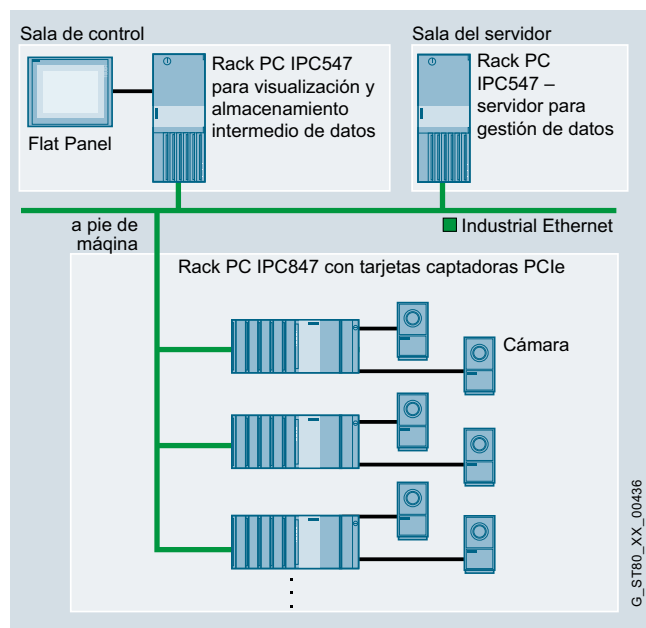 Sala de control
Sala del servidor
Rack PC IPC547
para visualización y
almacenamiento
intermedio de datos
Flat Panel
Rack PC
IPC547 –
servidor para
gestión de datos
a pie de
máqina
Industrial Ethernet
Rack PC IPC847 con tarjetas captadoras PCIe
Cámara
G_ST80_XX_00436